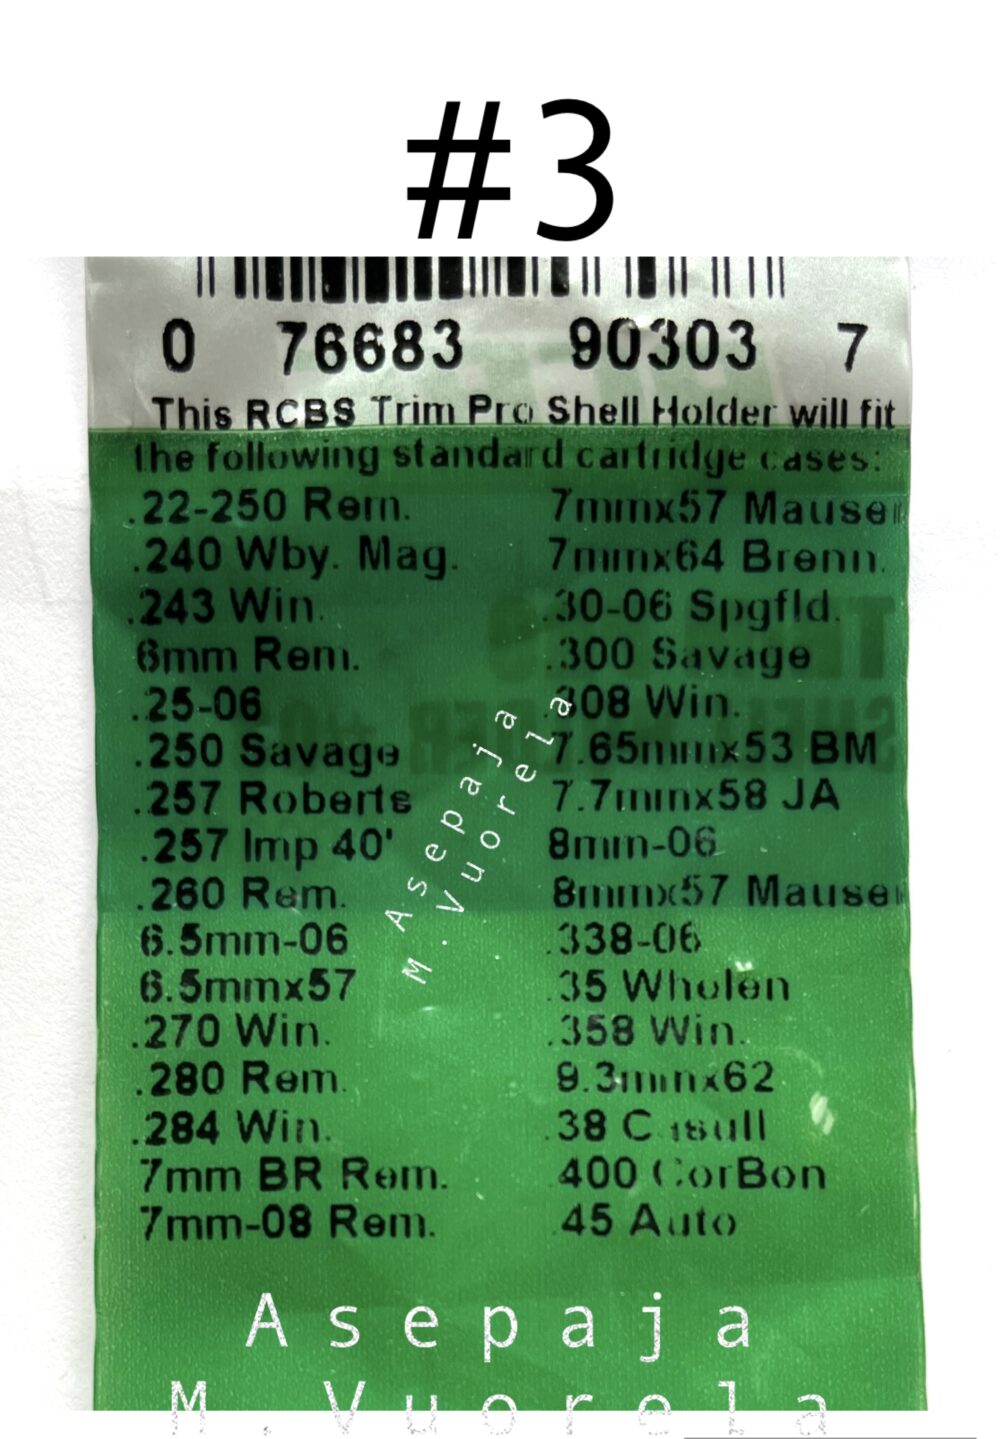 #3
0 76683 90303 7
This RCBS Trim Pro Shell Holder will fit
the following standard cartridge cases:
.22-250 Rem.
.240 Wby. Mag.
.243 Win.
6mm Rem.
.25-06
.250 Savage
.257 Roberts
.257 Imp 40'
.260 Rem.
6.5mm-06
6.5mmx57
.270 Win.
.280 Rem.
.284 Win.
7mm BR Rem.
7mm-08 Rem.
7mmx57 Mauser
7mmx64 Brenn.
.30-06 Spgfld.
.300 Savage
.308 Win.
7.65mmx53 BM
7.7mmx58 JA
8mm-06
8mmx57 Mauser
.338-06
.35 Whelen
.358 Win.
9.3mmx62
.38 Casull
.400 CorBon
.45 Auto
Asepaja
M.Vuorela
Asepaja
M.Vuorela